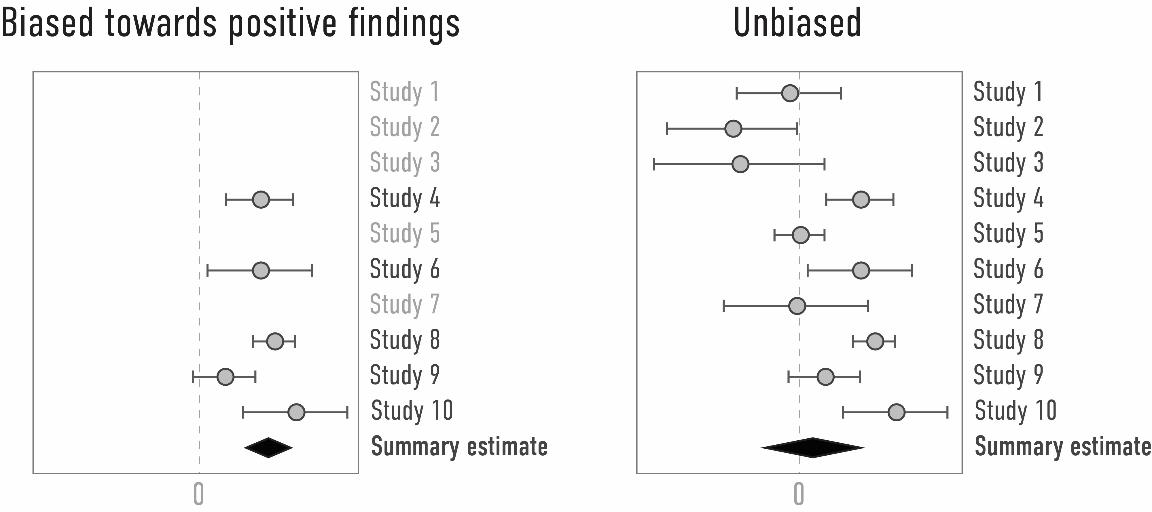 Biased towards positive findings
Study 1
Study 2
Study 3
Study 4
Study 5
Study 6
Study 7
Study 8
Study 9
Study 10
Summary estimate
0
Unbiased
Study 1
Study 2
Study 3
Study 4
Study 5
Study 6
Study 7
Study 8
Study 9
Study 10
Summary estimate
0